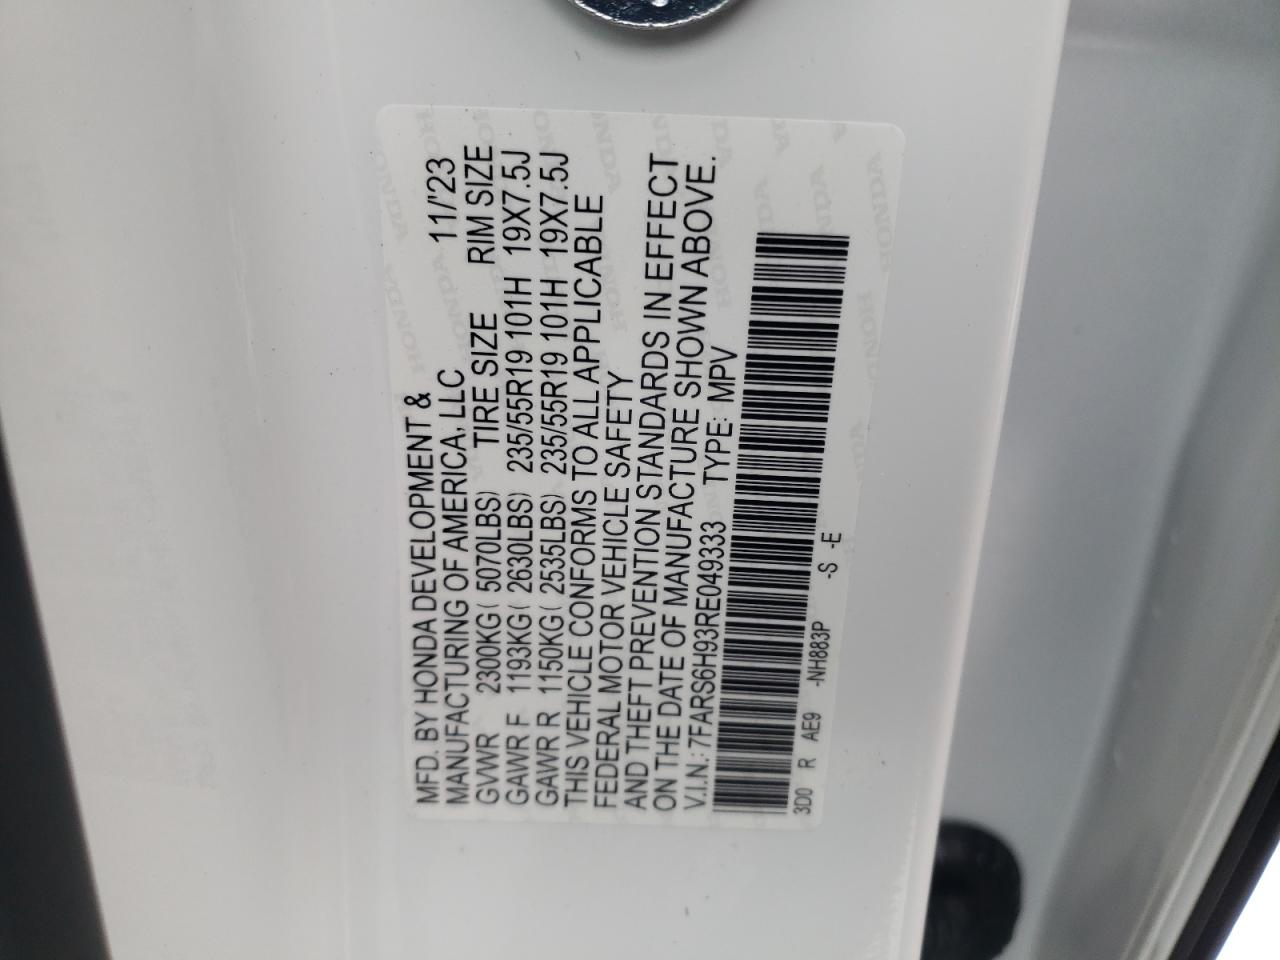 MFD. BY HONDA DEVELOPMENT &
MANUFACTURING OF AMERICA, LLC 11/'23
GVWR 2300KG( 5070LBS) TIRE SIZE RIM SIZE
GAWR F 1193KG( 2630LBS) 235/55R19 101H 19X7.5J
GAWR R 1150KG( 2535LBS) 235/55R19 101H 19X7.5J
THIS VEHICLE CONFORMS TO ALL APPLICABLE
FEDERAL MOTOR VEHICLE SAFETY
AND THEFT PREVENTION STANDARDS IN EFFECT
ON THE DATE OF MANUFACTURE SHOWN ABOVE.
V.I.N.: 7FARS6H93RE049333 TYPE: MPV
3D0 R AE9 -NH883P -S -E